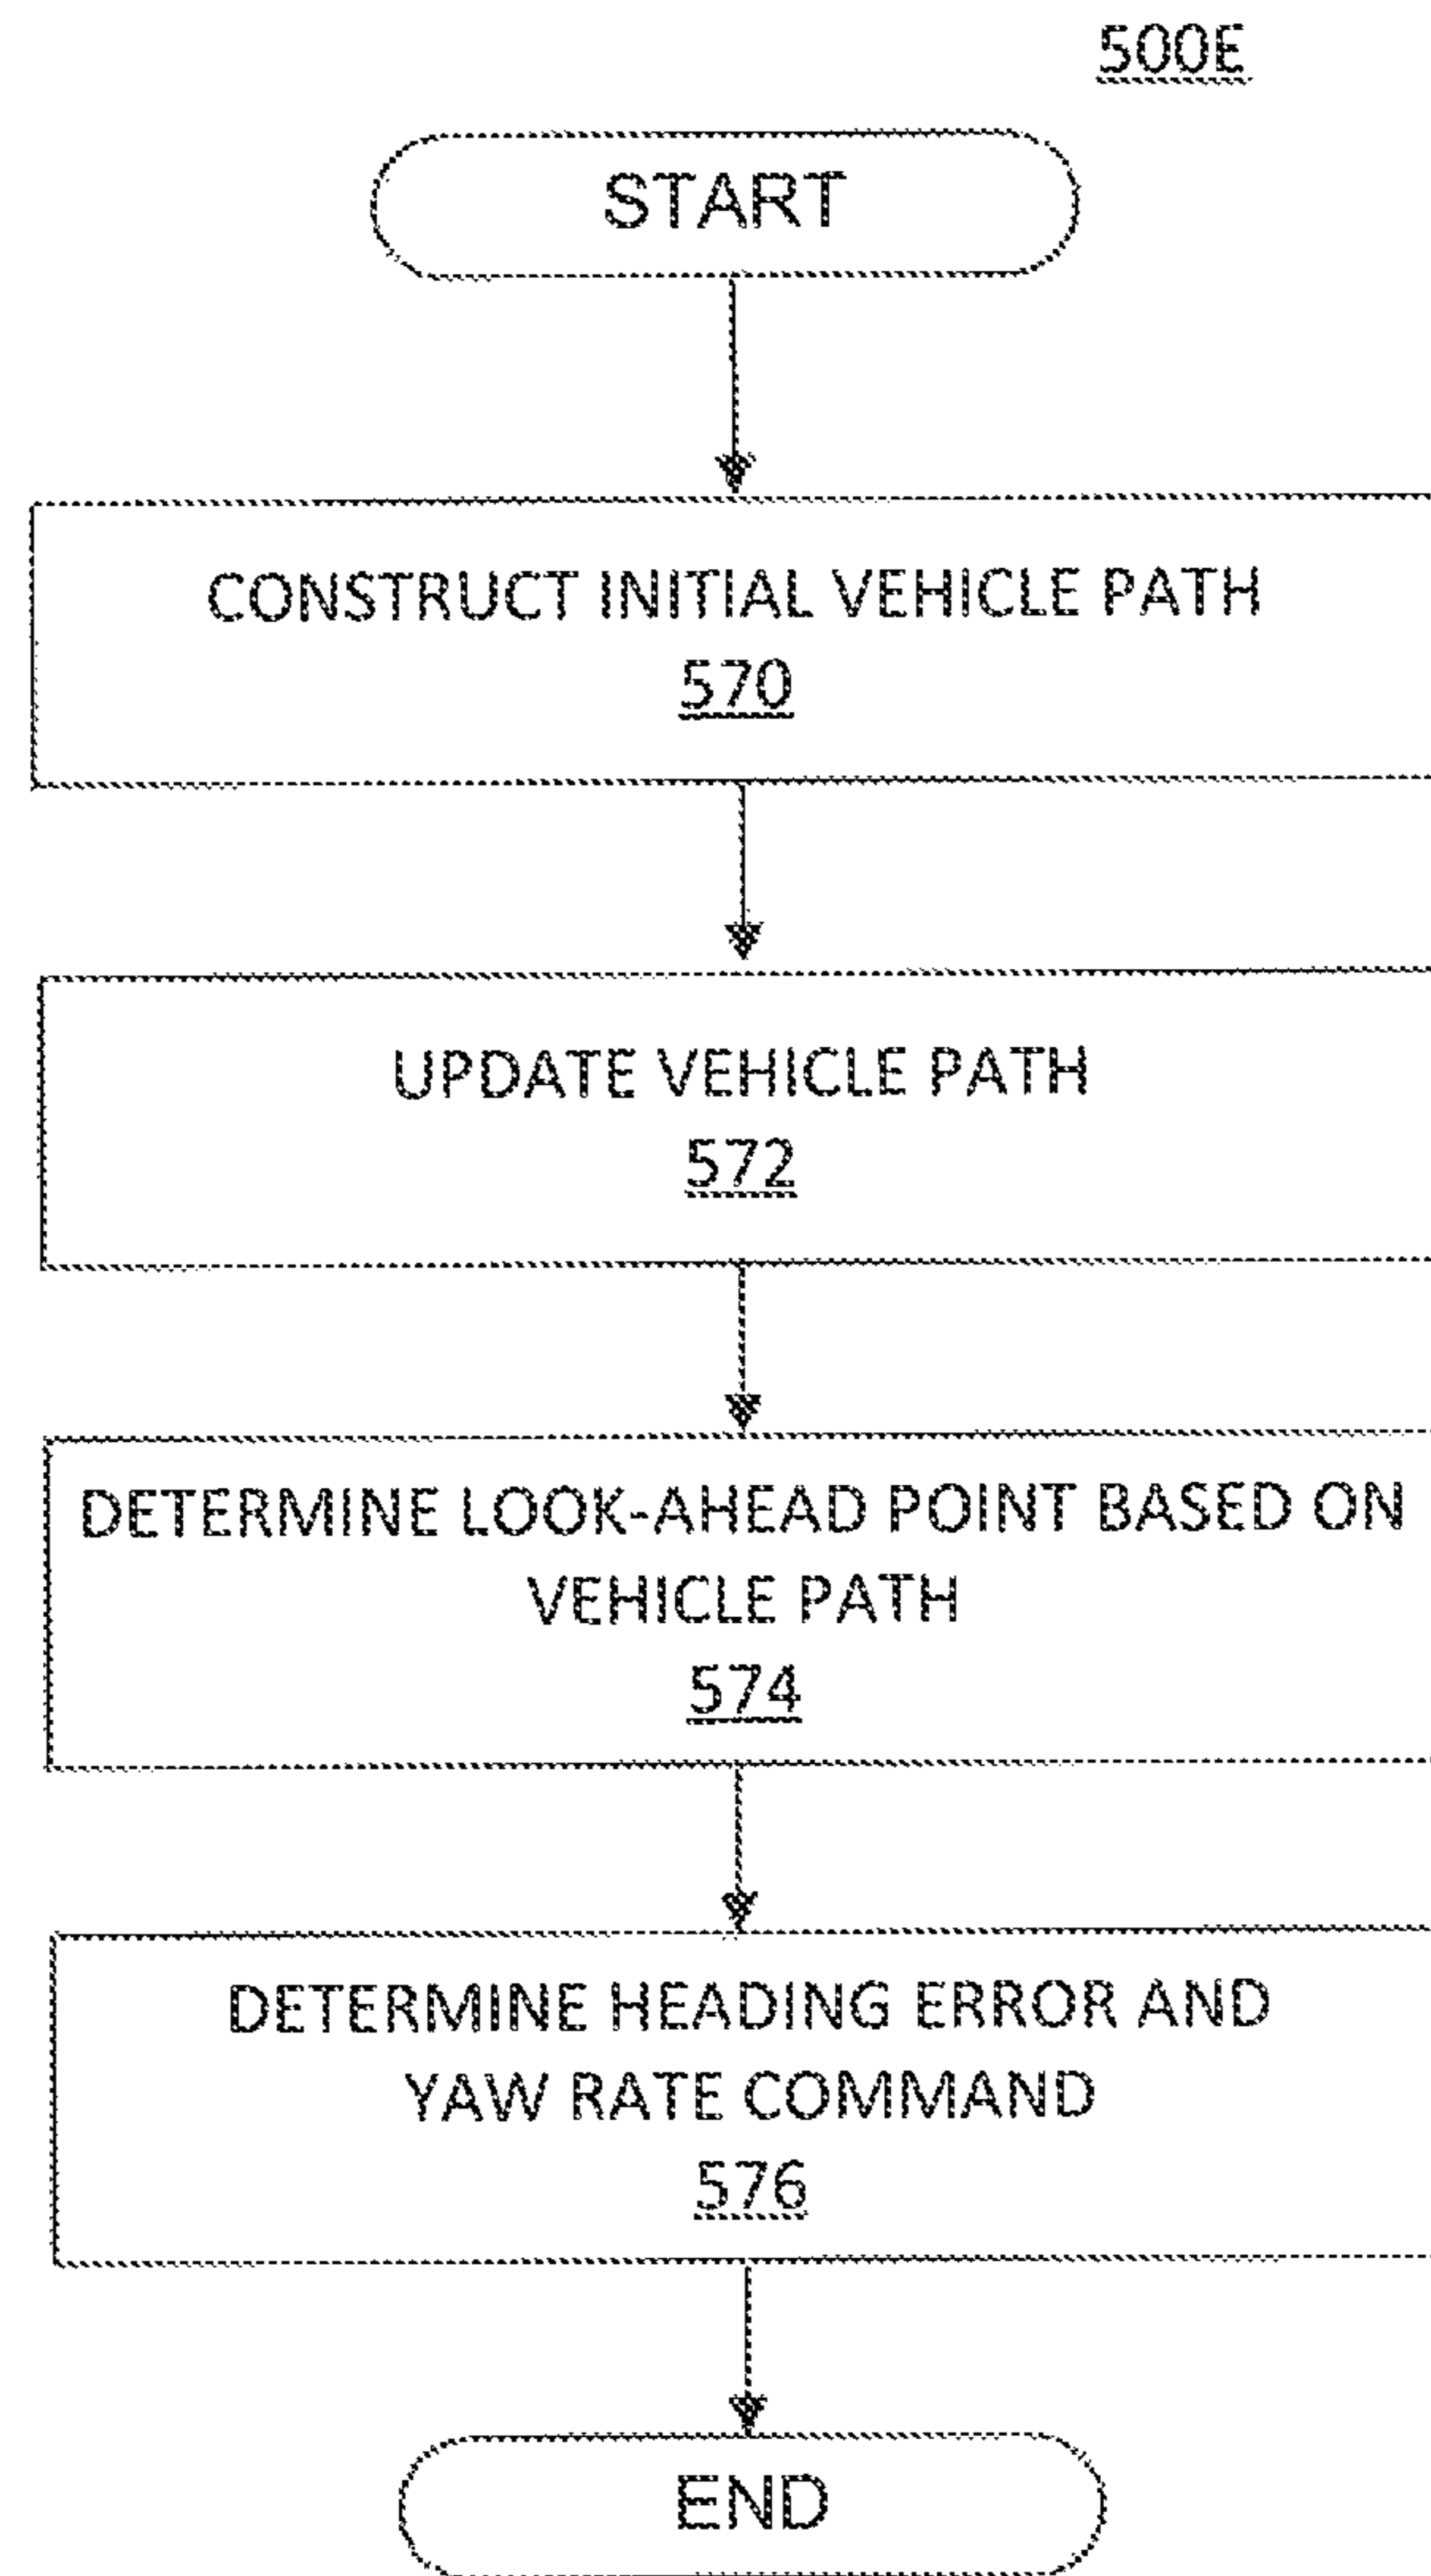 500E
START
CONSTRUCT INITIAL VEHICLE PATH
570
UPDATE VEHICLE PATH
572
DETERMINE LOOK-AHEAD POINT BASED ON
VEHICLE PATH
574
DETERMINE HEADING ERROR AND
YAW RATE COMMAND
576
END